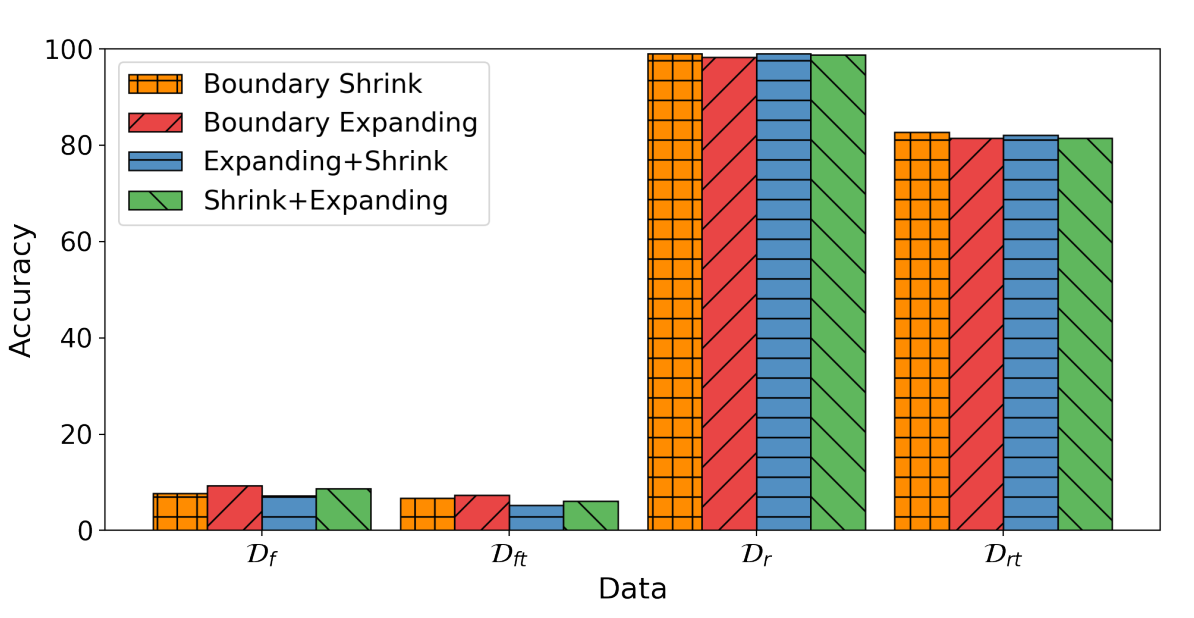 100
80
60
40
20
0
Accuracy
Boundary Shrink
Boundary Expanding
Expanding+Shrink
Shrink+Expanding
𝒟f
𝒟ft
𝒟r
𝒟rt
Data